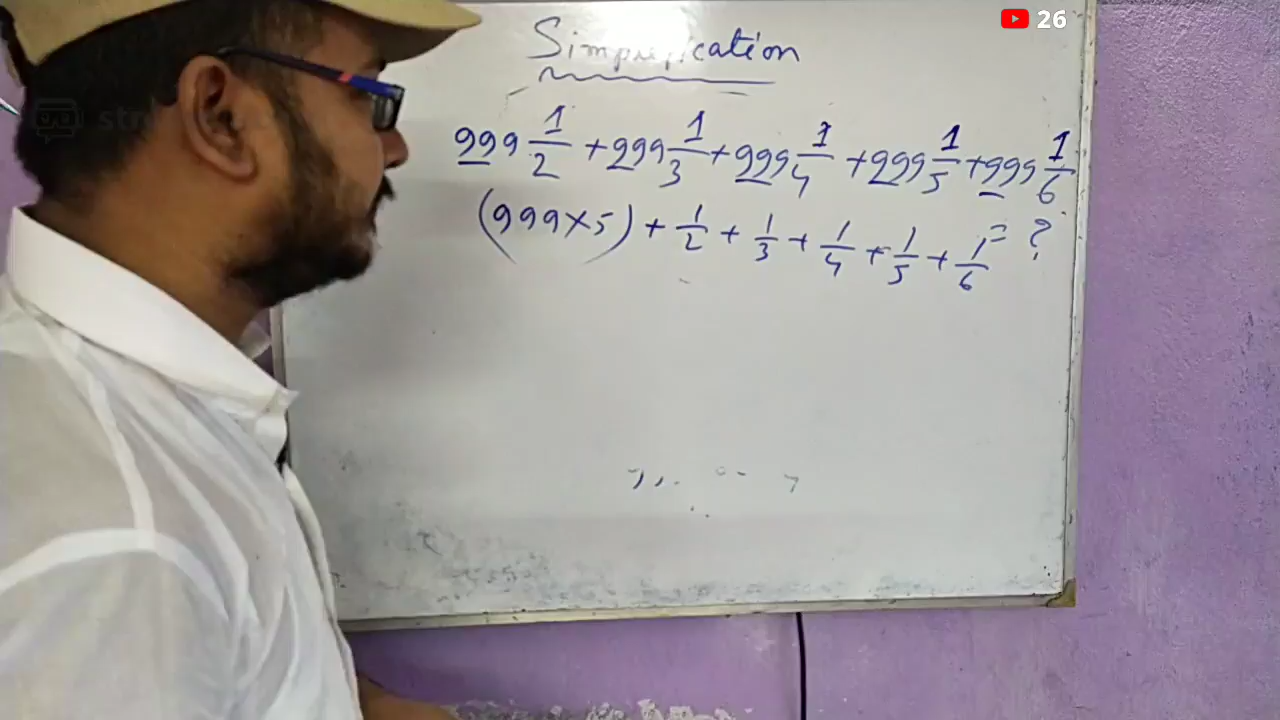 26
Simplification
999 1/2 + 999 1/3 + 999 1/4 + 999 1/5 + 999 1/6
(999×5) + 1/2 + 1/3 + 1/4 + 1/5 + 1/6 = ?